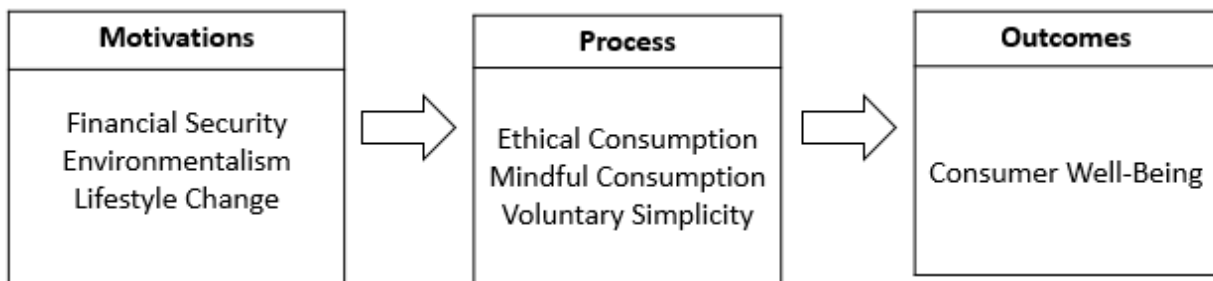 Motivations
Financial Security
Environmentalism
Lifestyle Change
Process
Ethical Consumption
Mindful Consumption
Voluntary Simplicity
Outcomes
Consumer Well-Being